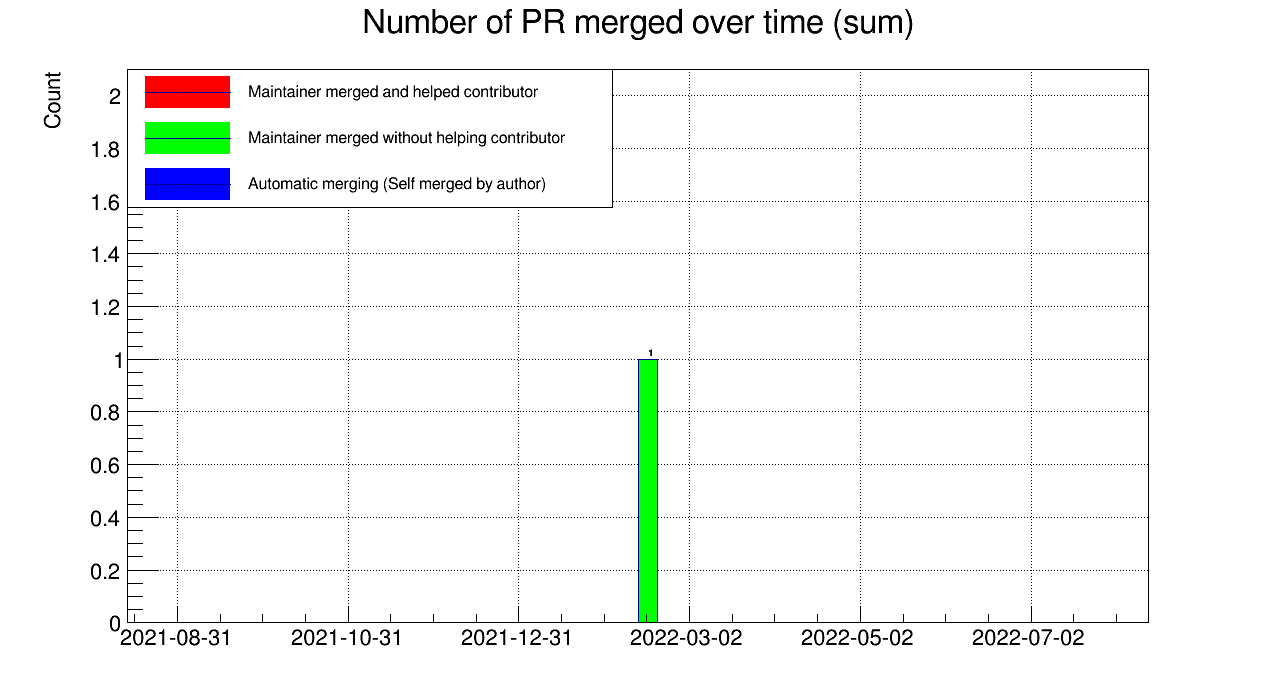 Number of PR merged over time (sum)
Count
Maintainer merged and helped contributor
Maintainer merged without helping contributor
Automatic merging (Self merged by author)
2
1.8
1.6
1.4
1.2
1
0.8
0.6
0.4
0.2
0
1
2021-08-31 2021-10-31 2021-12-31 2022-03-02 2022-05-02 2022-07-02